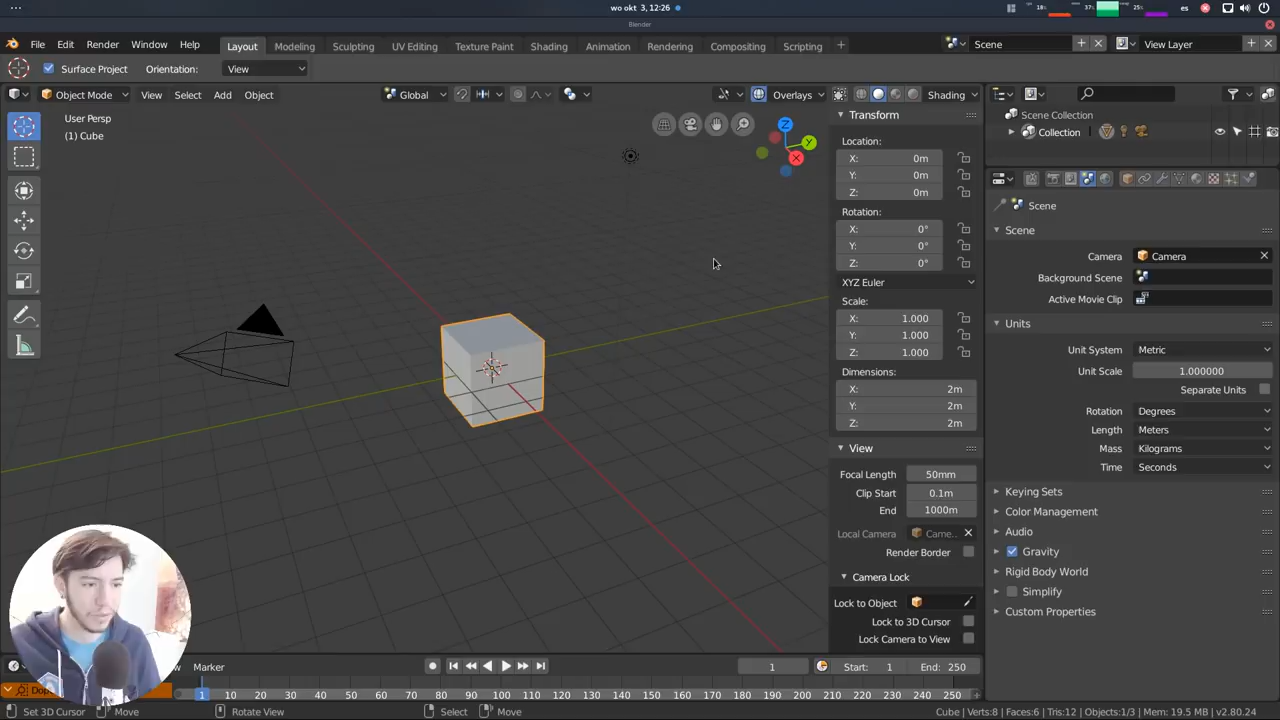 wo okt 3, 12:26
18%
37%
25%
es
Blender
File Edit Render Window Help
Layout Modeling Sculpting UV Editing Texture Paint Shading Animation Rendering Compositing Scripting +
Scene
View Layer
Surface Project Orientation: View
Object Mode View Select Add Object
Global
Overlays
Shading
User Persp
(1) Cube
Z
Y
X
Transform
Location:
X: 0m
Y: 0m
Z: 0m
Rotation:
X: 0°
Y: 0°
Z: 0°
XYZ Euler
Scale:
X: 1.000
Y: 1.000
Z: 1.000
Dimensions:
X: 2m
Y: 2m
Z: 2m
View
Focal Length 50mm
Clip Start 0.1m
End 1000m
Local Camera Came..
Render Border
Camera Lock
Lock to Object
Lock to 3D Cursor
Lock Camera to View
Scene Collection
Collection
Scene
Scene
Camera Camera
Background Scene
Active Movie Clip
Units
Unit System Metric
Unit Scale 1.000000
Separate Units
Rotation Degrees
Length Meters
Mass Kilograms
Time Seconds
Keying Sets
Color Management
Audio
Gravity
Rigid Body World
Simplify
Custom Properties
Marker
1
Start: 1 End: 250
1 10 20 30 40 50 60 70 80 90 100 110 120 130 140 150 160 170 180 190 200 210 220 230 240 250
Set 3D Cursor Move Rotate View Select Move
Cube | Verts:8 | Faces:6 | Tris:12 | Objects:1/3 | Mem: 19.5 MB | v2.80.24